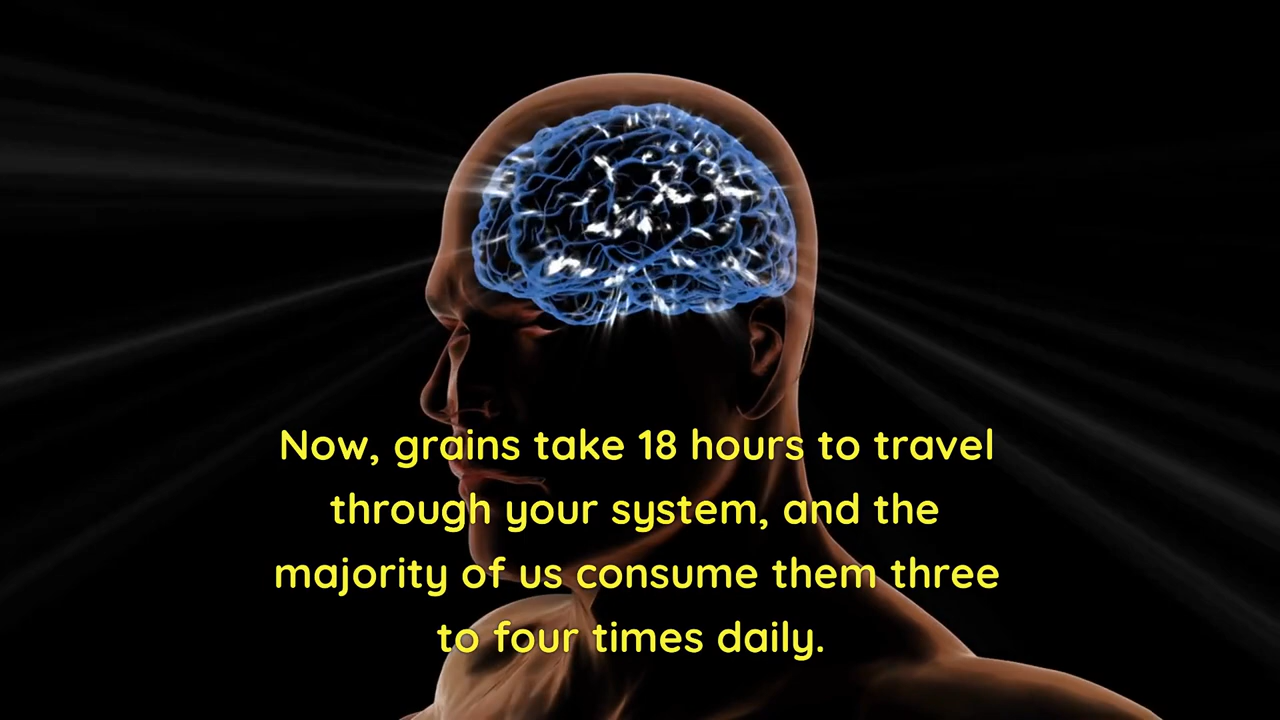 Now, grains take 18 hours to travel
through your system, and the
majority of us consume them three
to four times daily.